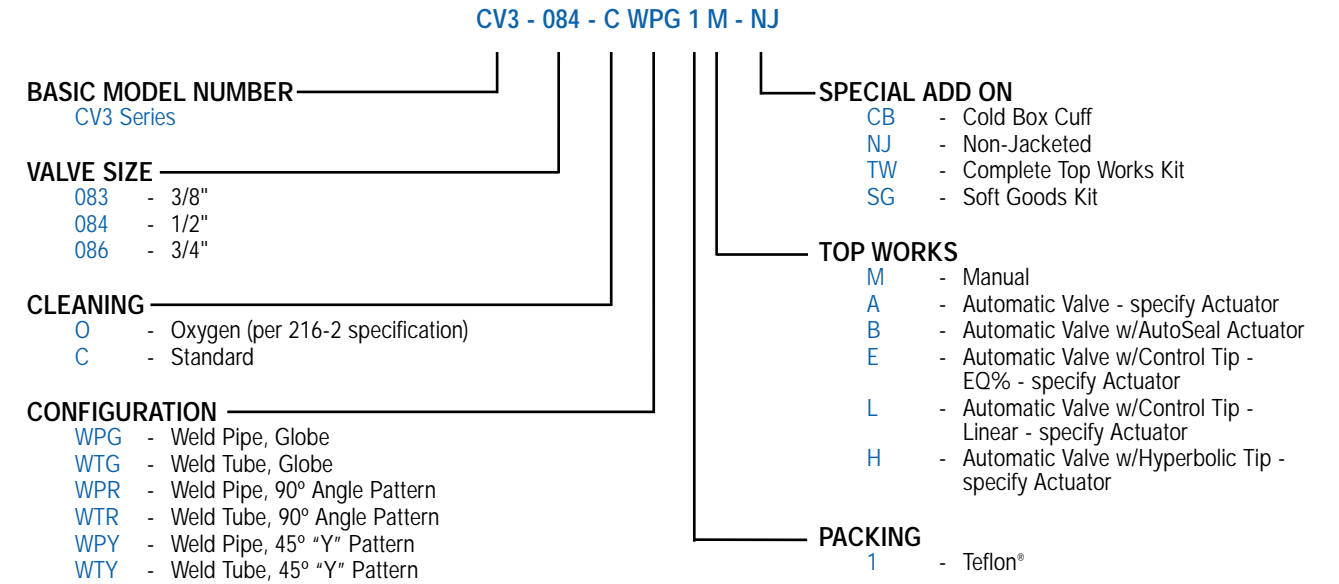 CV3 - 084 - C WPG 1 M - NJ
BASIC MODEL NUMBER
CV3 Series
VALVE SIZE
083 - 3/8"
084 - 1/2"
086 - 3/4"
CLEANING
O - Oxygen (per 216-2 specification)
C - Standard
CONFIGURATION
WPG - Weld Pipe, Globe
WTG - Weld Tube, Globe
WPR - Weld Pipe, 90º Angle Pattern
WTR - Weld Tube, 90º Angle Pattern
WPY - Weld Pipe, 45º “Y” Pattern
WTY - Weld Tube, 45º “Y” Pattern
SPECIAL ADD ON
CB - Cold Box Cuff
NJ - Non-Jacketed
TW - Complete Top Works Kit
SG - Soft Goods Kit
TOP WORKS
M - Manual
A - Automatic Valve - specify Actuator
B - Automatic Valve w/AutoSeal Actuator
E - Automatic Valve w/Control Tip -
EQ% - specify Actuator
L - Automatic Valve w/Control Tip -
Linear - specify Actuator
H - Automatic Valve w/Hyperbolic Tip -
specify Actuator
PACKING
1 - Teflon®